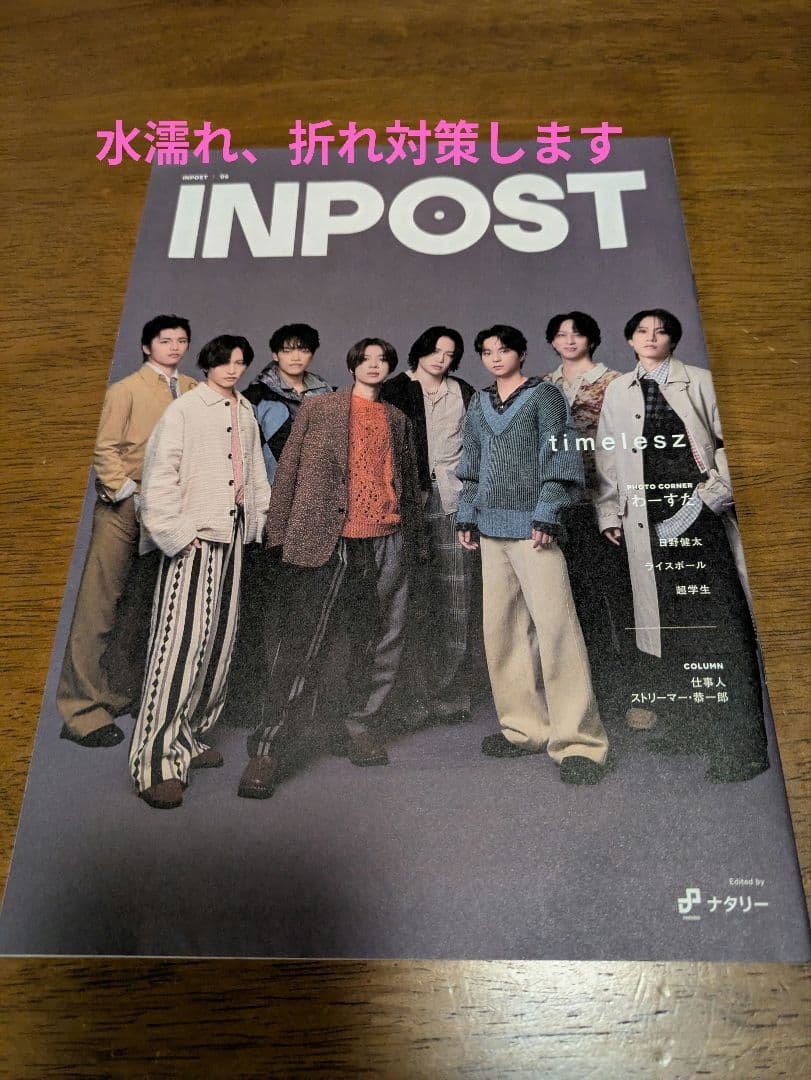 水濡れ、折れ対策します
INPOST / '06
INPOST
timelesz
PHOTO CORNER
わーすた
日野健太
ライスボール
超学生
COLUMN
仕事人
ストリーマー・恭一郎
Edited by
ナタリー